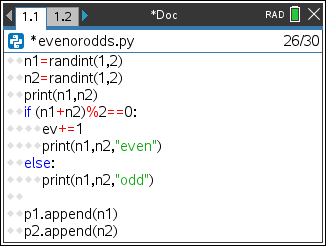 1.1 1.2 *Doc RAD
*evenorodds.py 26/30
n1=randint(1,2)
n2=randint(1,2)
print(n1,n2)
if (n1+n2)%2==0:
ev+=1
print(n1,n2,"even")
else:
print(n1,n2,"odd")
p1.append(n1)
p2.append(n2)